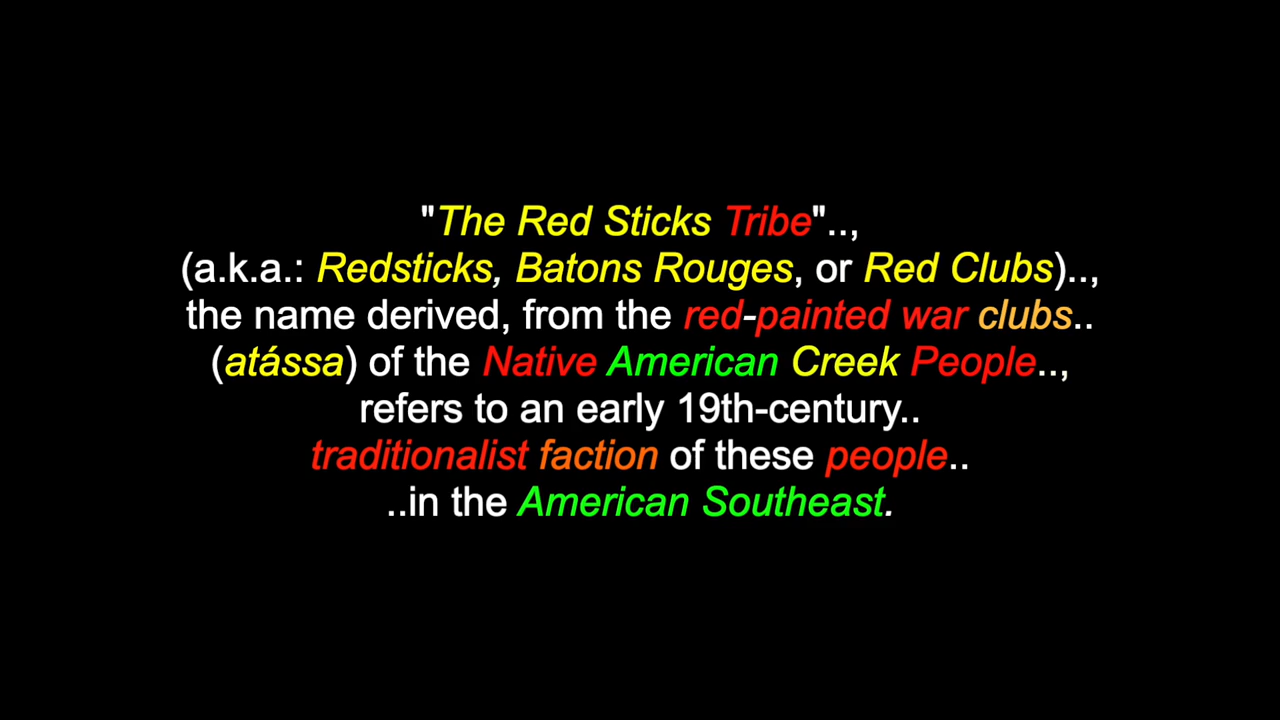 "The Red Sticks Tribe"..,
(a.k.a.: Redsticks, Batons Rouges, or Red Clubs)..,
the name derived, from the red-painted war clubs..
(atássa) of the Native American Creek People..,
refers to an early 19th-century..
traditionalist faction of these people..
..in the American Southeast.